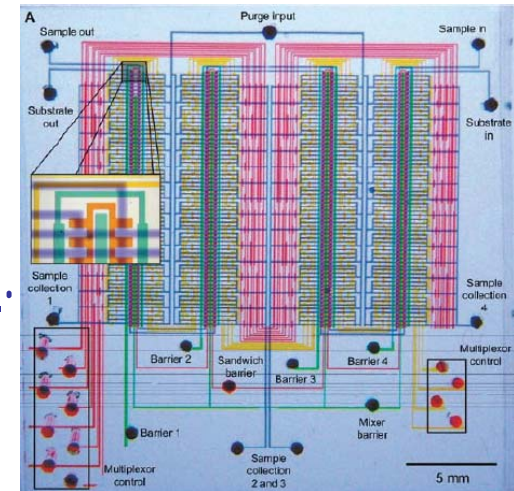 A
Purge input
Sample out
Sample in
Substrate
out
Substrate
in
Sample
collection
1
Sample
collection
4
Barrier 2
Sandwich
barrier
Barrier 3
Barrier 4
Multiplexor
control
Barrier 1
Mixer
barrier
Multiplexor
control
Sample
collection
2 and 3
5 mm